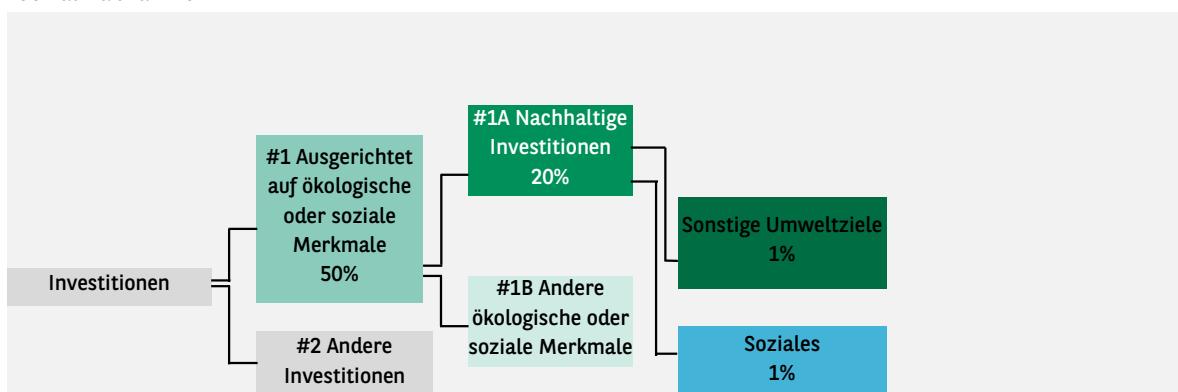 #1A Nachhaltige
Investitionen
20%
#1 Ausgerichtet
auf ökologische
oder soziale
Merkmale
50%
Sonstige Umweltziele
1%
Investitionen
#1B Andere
ökologische oder
soziale Merkmale
#2 Andere
Investitionen
Soziales
1%